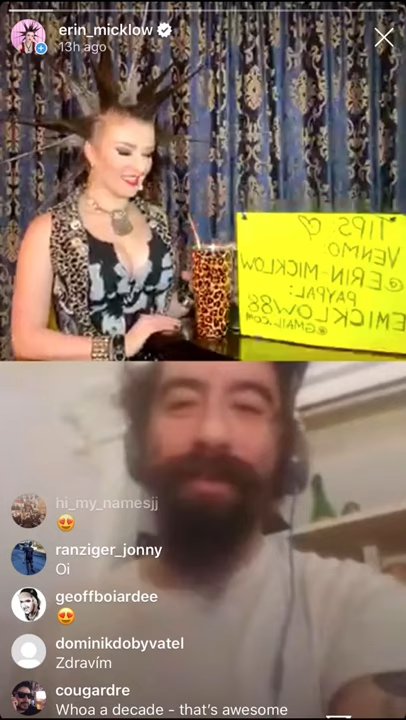 erin_micklow
13h ago
TIPS ♡
VENMO:
@ERIN-MICKLOW
PAYPAL:
EMICKLOW88
@GMAIL.COM
hi_my_namesjj
😍
ranziger_jonny
Oi
geoffboiardee
😍
dominikdobyvatel
Zdravím
cougardre
Whoa a decade - that's awesome